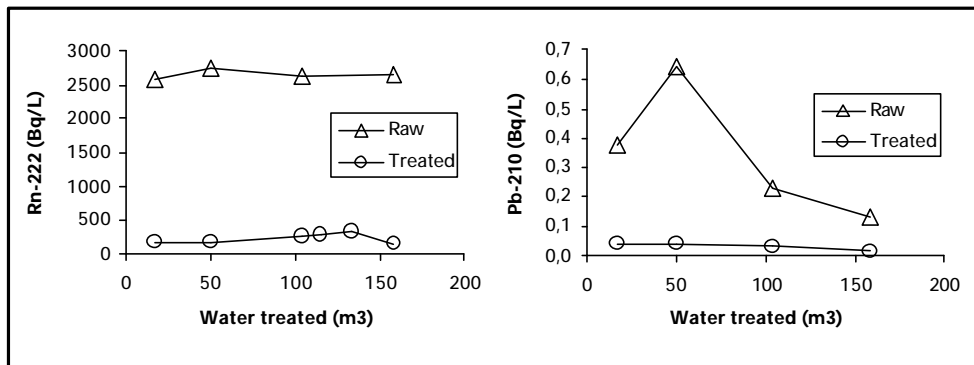 Rn-222 (Bq/L)
3000
2500
2000
1500
1000
500
0
0 50 100 150 200
Water treated (m3)
Raw
Treated
Pb-210 (Bq/L)
0,7
0,6
0,5
0,4
0,3
0,2
0,1
0,0
0 50 100 150 200
Water treated (m3)
Raw
Treated